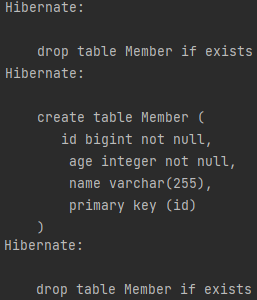 Hibernate:
drop table Member if exists
Hibernate:
create table Member (
id bigint not null,
age integer not null,
name varchar(255),
primary key (id)
)
Hibernate:
drop table Member if exists